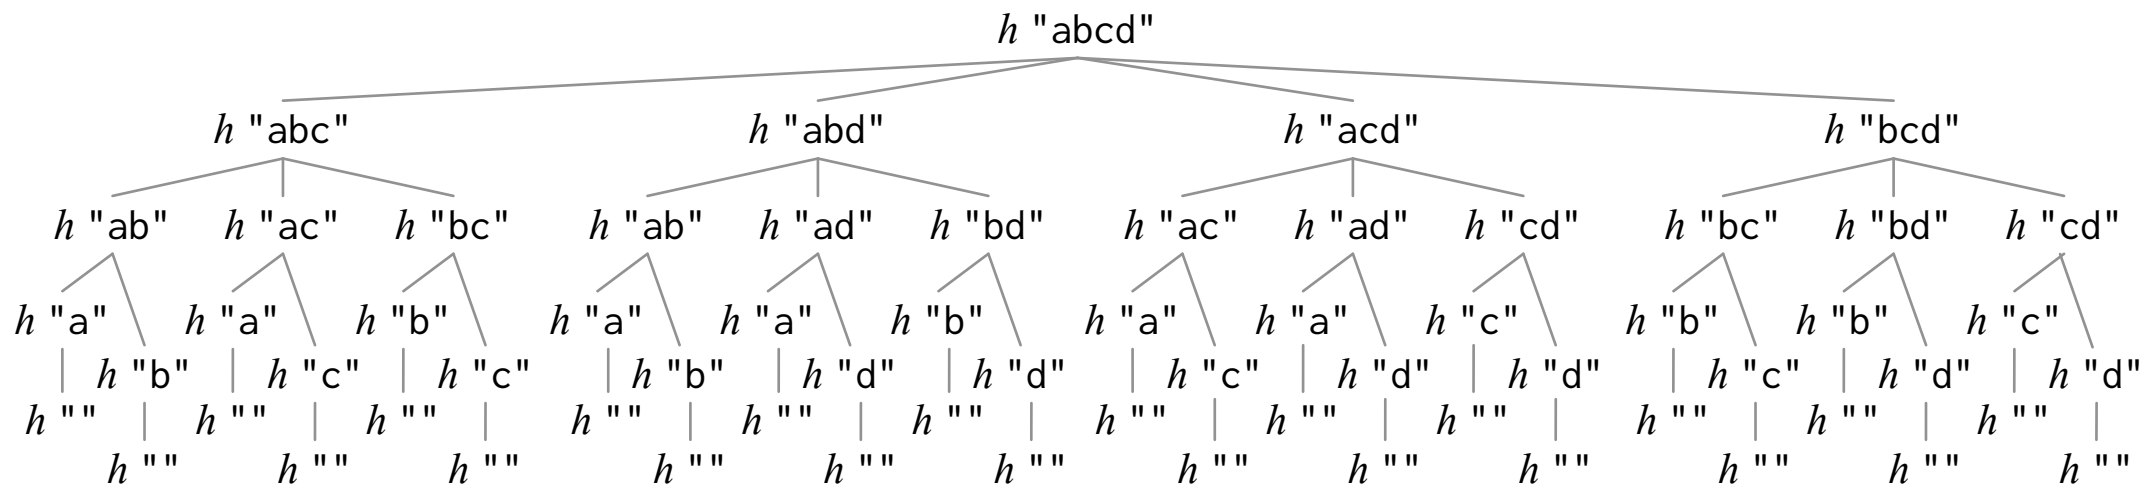 h "abcd"
h "abc" h "abd" h "acd" h "bcd"
h "ab" h "ac" h "bc" h "ab" h "ad" h "bd" h "ac" h "ad" h "cd" h "bc" h "bd" h "cd"
h "a" h "a" h "b" h "a" h "a" h "b" h "a" h "a" h "c" h "b" h "b" h "c"
h "b" h "c" h "c" h "b" h "d" h "d" h "c" h "d" h "d" h "c" h "d" h "d"
h "" h "" h "" h "" h "" h "" h "" h "" h "" h "" h "" h ""
h "" h "" h "" h "" h "" h "" h "" h "" h "" h "" h "" h ""